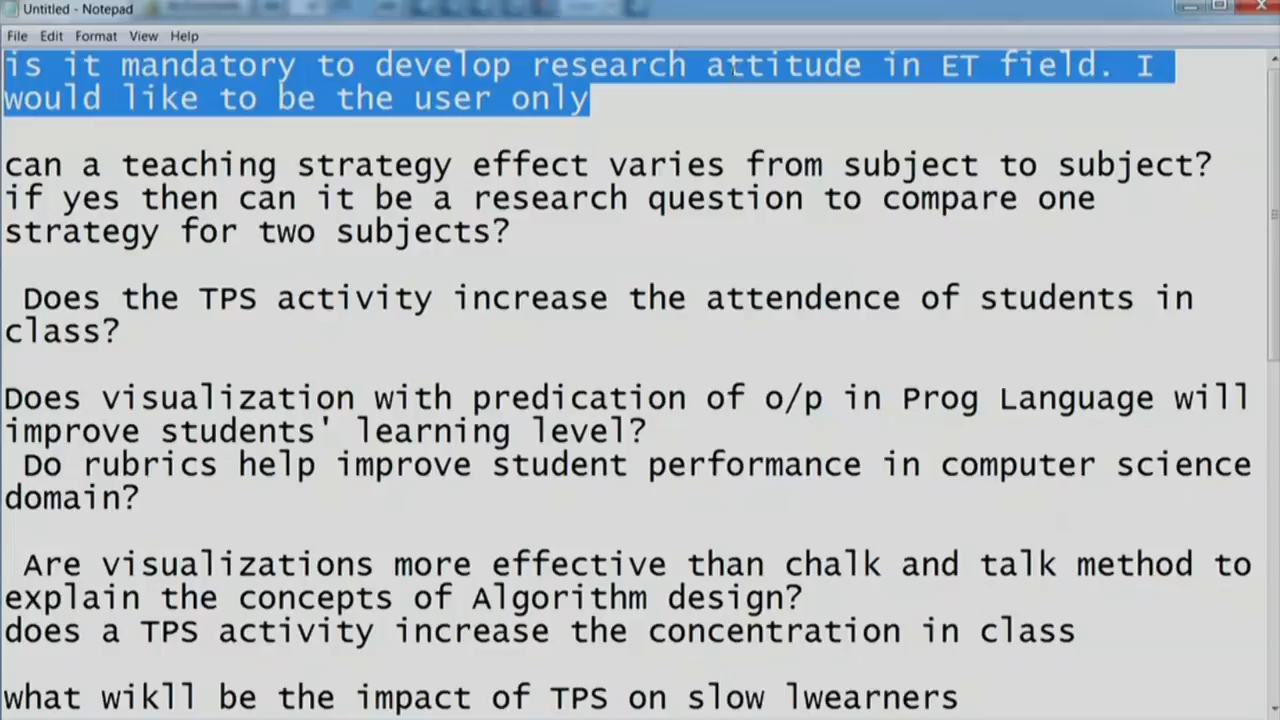 Untitled - Notepad
File Edit Format View Help
is it mandatory to develop research attitude in ET field. I
would like to be the user only
can a teaching strategy effect varies from subject to subject?
if yes then can it be a research question to compare one
strategy for two subjects?
Does the TPS activity increase the attendence of students in
class?
Does visualization with predication of o/p in Prog Language will
improve students' learning level?
Do rubrics help improve student performance in computer science
domain?
Are visualizations more effective than chalk and talk method to
explain the concepts of Algorithm design?
does a TPS activity increase the concentration in class
what wikll be the impact of TPS on slow lwearners